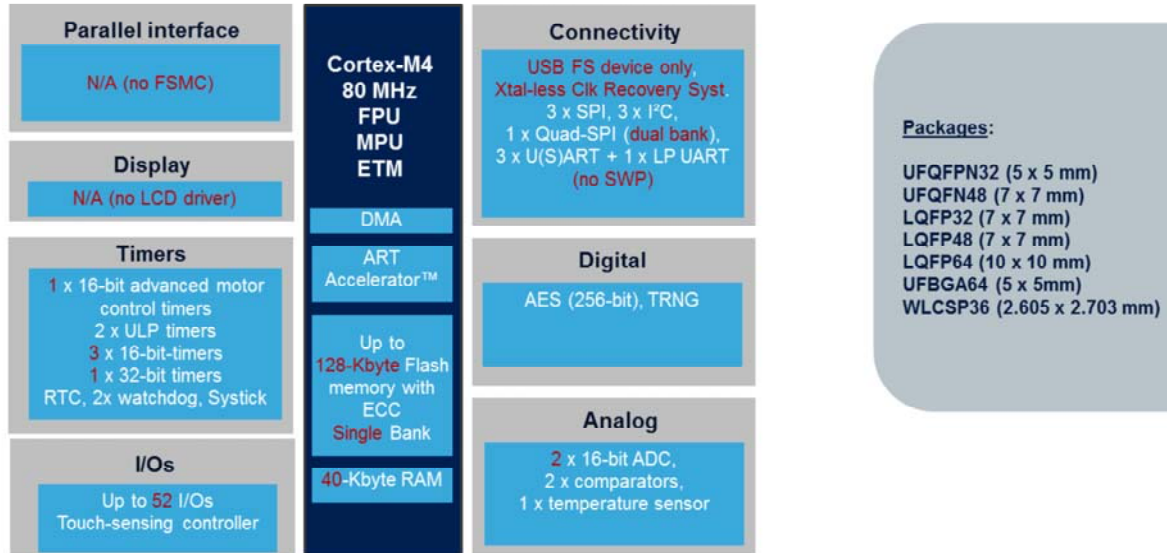 Parallel interface
N/A (no FSMC)
Display
N/A (no LCD driver)
Timers
1 x 16-bit advanced motor
control timers
2 x ULP timers
3 x 16-bit-timers
1 x 32-bit timers
RTC, 2x watchdog, Systick
I/Os
Up to 52 I/Os
Touch-sensing controller
Cortex-M4
80 MHz
FPU
MPU
ETM
DMA
ART
Accelerator™
Up to
128-Kbyte Flash
memory with
ECC
Single Bank
40-Kbyte RAM
Connectivity
USB FS device only,
Xtal-less Clk Recovery Syst.
3 x SPI, 3 x I²C,
1 x Quad-SPI (dual bank),
3 x U(S)ART + 1 x LP UART
(no SWP)
Digital
AES (256-bit), TRNG
Analog
2 x 16-bit ADC,
2 x comparators,
1 x temperature sensor
Packages:
UFQFPN32 (5 x 5 mm)
UFQFN48 (7 x 7 mm)
LQFP32 (7 x 7 mm)
LQFP48 (7 x 7 mm)
LQFP64 (10 x 10 mm)
UFBGA64 (5 x 5mm)
WLCSP36 (2.605 x 2.703 mm)